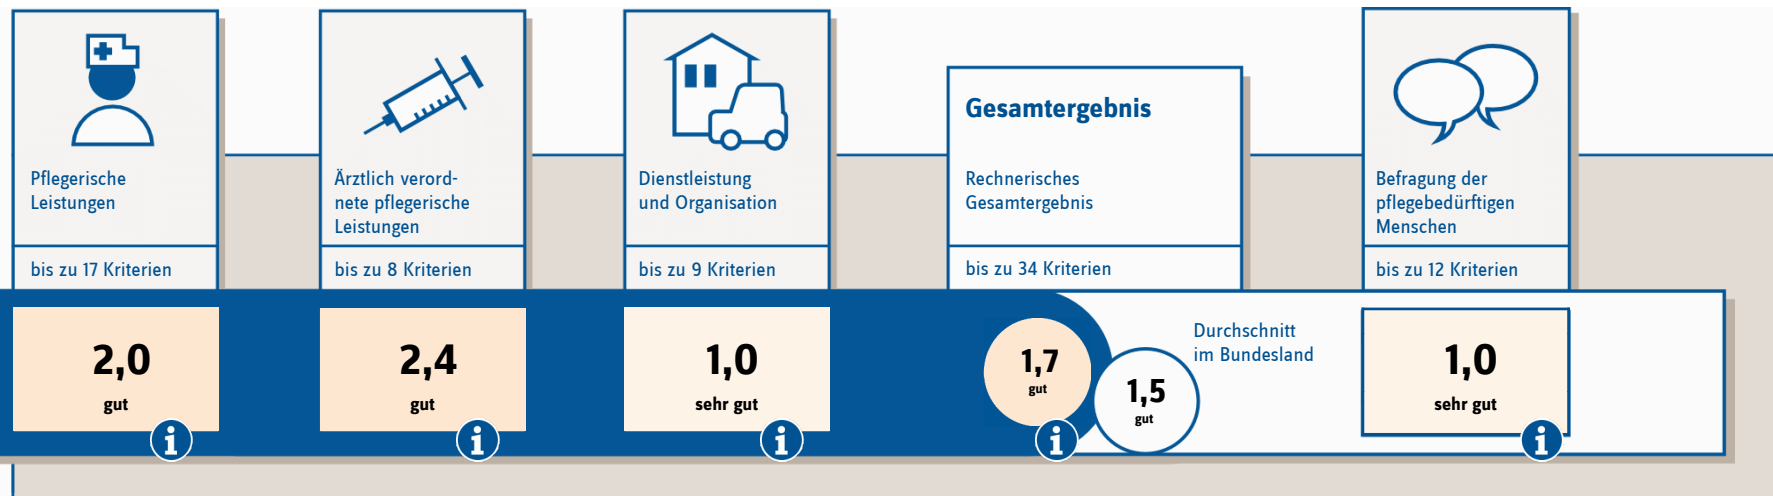 Pflegerische
Leistungen
bis zu 17 Kriterien
2,0
gut
i
Ärztlich verord-
nete pflegerische
Leistungen
bis zu 8 Kriterien
2,4
gut
i
Dienstleistung
und Organisation
bis zu 9 Kriterien
1,0
sehr gut
i
Gesamtergebnis
Rechnerisches
Gesamtergebnis
bis zu 34 Kriterien
1,7
gut
i
1,5
gut
Durchschnitt
im Bundesland
Befragung der
pflegebedürftigen
Menschen
bis zu 12 Kriterien
1,0
sehr gut
i